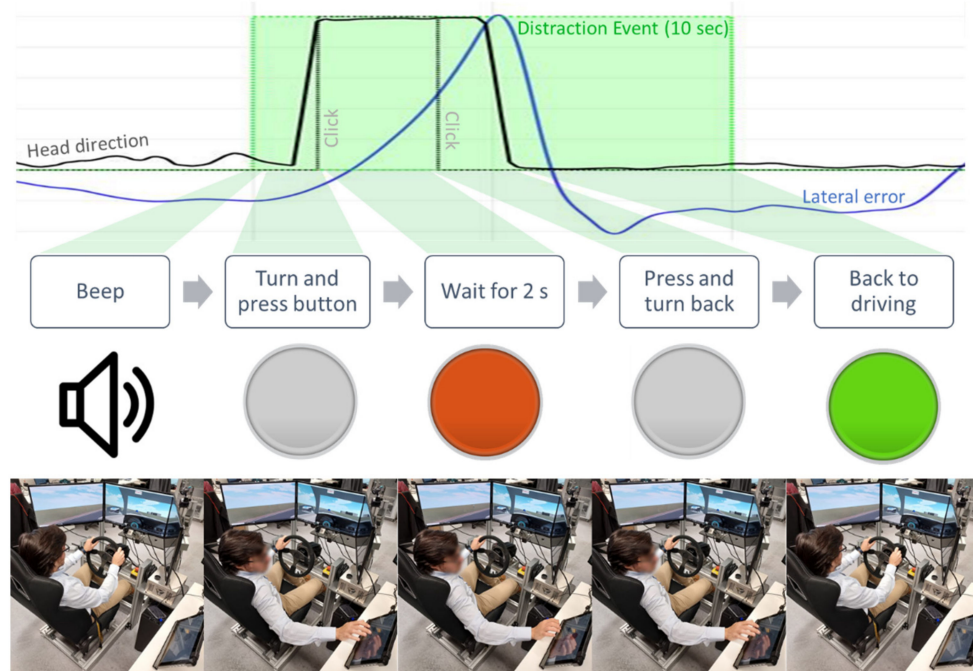 Distraction Event (10 sec)
Head direction
Click
Click
Lateral error
Beep
Turn and
press button
Wait for 2 s
Press and
turn back
Back to
driving